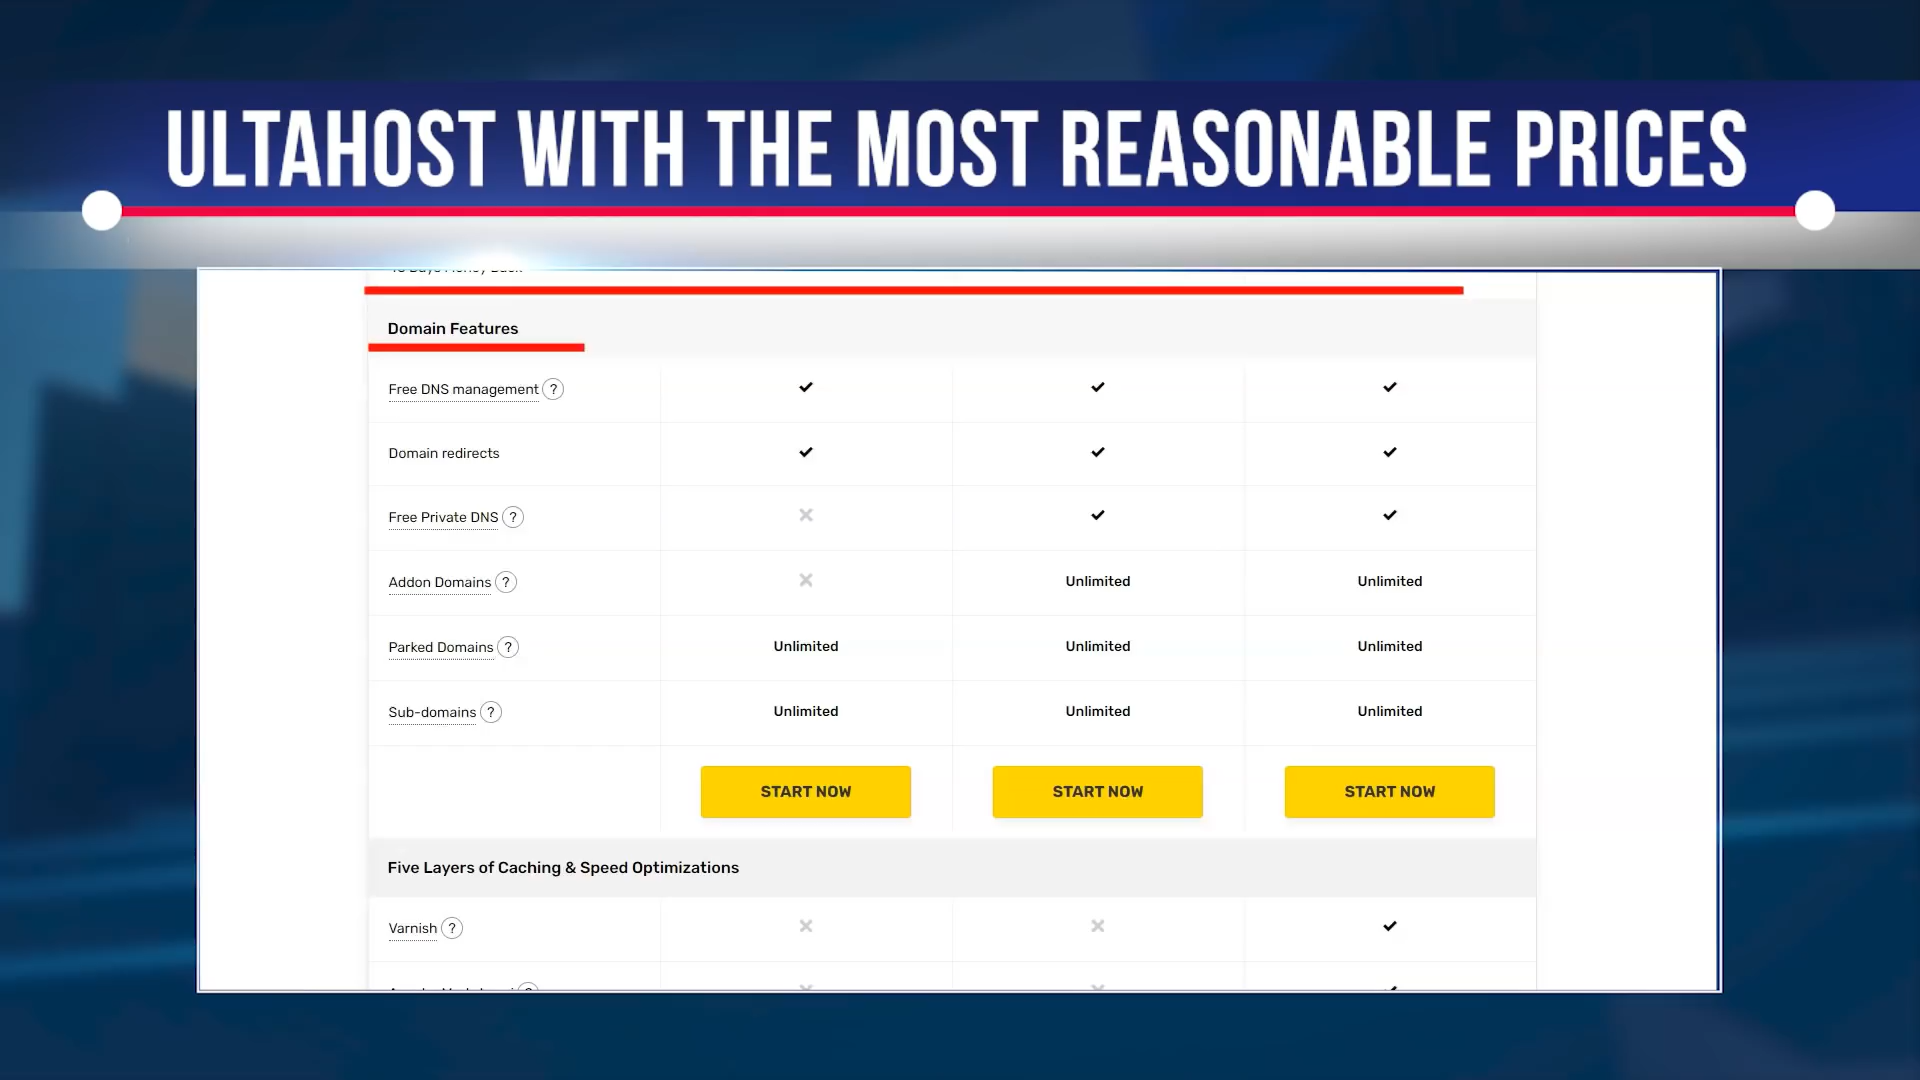 ULTAHOST WITH THE MOST REASONABLE PRICES
Domain Features
Free DNS management ?
Domain redirects
Free Private DNS ?
Addon Domains ? Unlimited Unlimited
Parked Domains ? Unlimited Unlimited Unlimited
Sub-domains ? Unlimited Unlimited Unlimited
START NOW START NOW START NOW
Five Layers of Caching & Speed Optimizations
Varnish ?